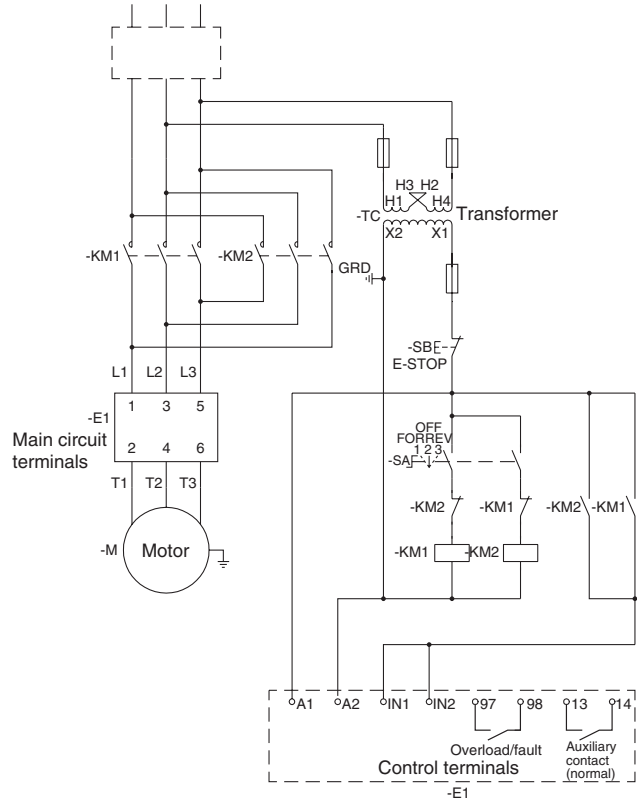 H3 H2
H1 H4
-TC Transformer
X2 X1
-KM1 -KM2
GRD
-SB
E-STOP
L1 L2 L3
-E1 1 3 5
Main circuit
terminals
2 4 6
OFF
FOR REV
1 2 3
-SA
T1 T2 T3
-KM2 -KM1 -KM2 -KM1
-M Motor
-KM1 -KM2
A1 A2 IN1 IN2 97 98 13 14
Overload/fault
Auxiliary
contact
(normal)
Control terminals
-E1